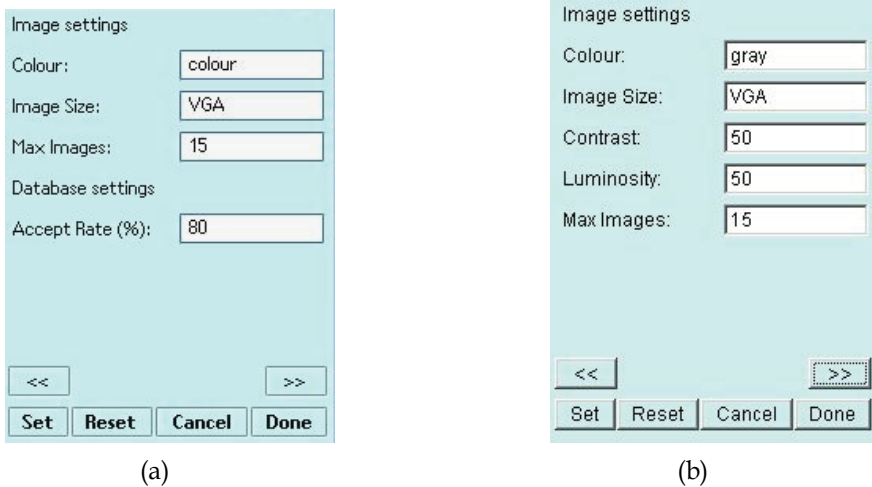 Image settings
Colour: colour
Image Size: VGA
Max Images: 15
Database settings
Accept Rate (%): 80
<< >>
Set Reset Cancel Done
(a)
Image settings
Colour: gray
Image Size: VGA
Contrast: 50
Luminosity: 50
Max Images: 15
<< >>
Set Reset Cancel Done
(b)